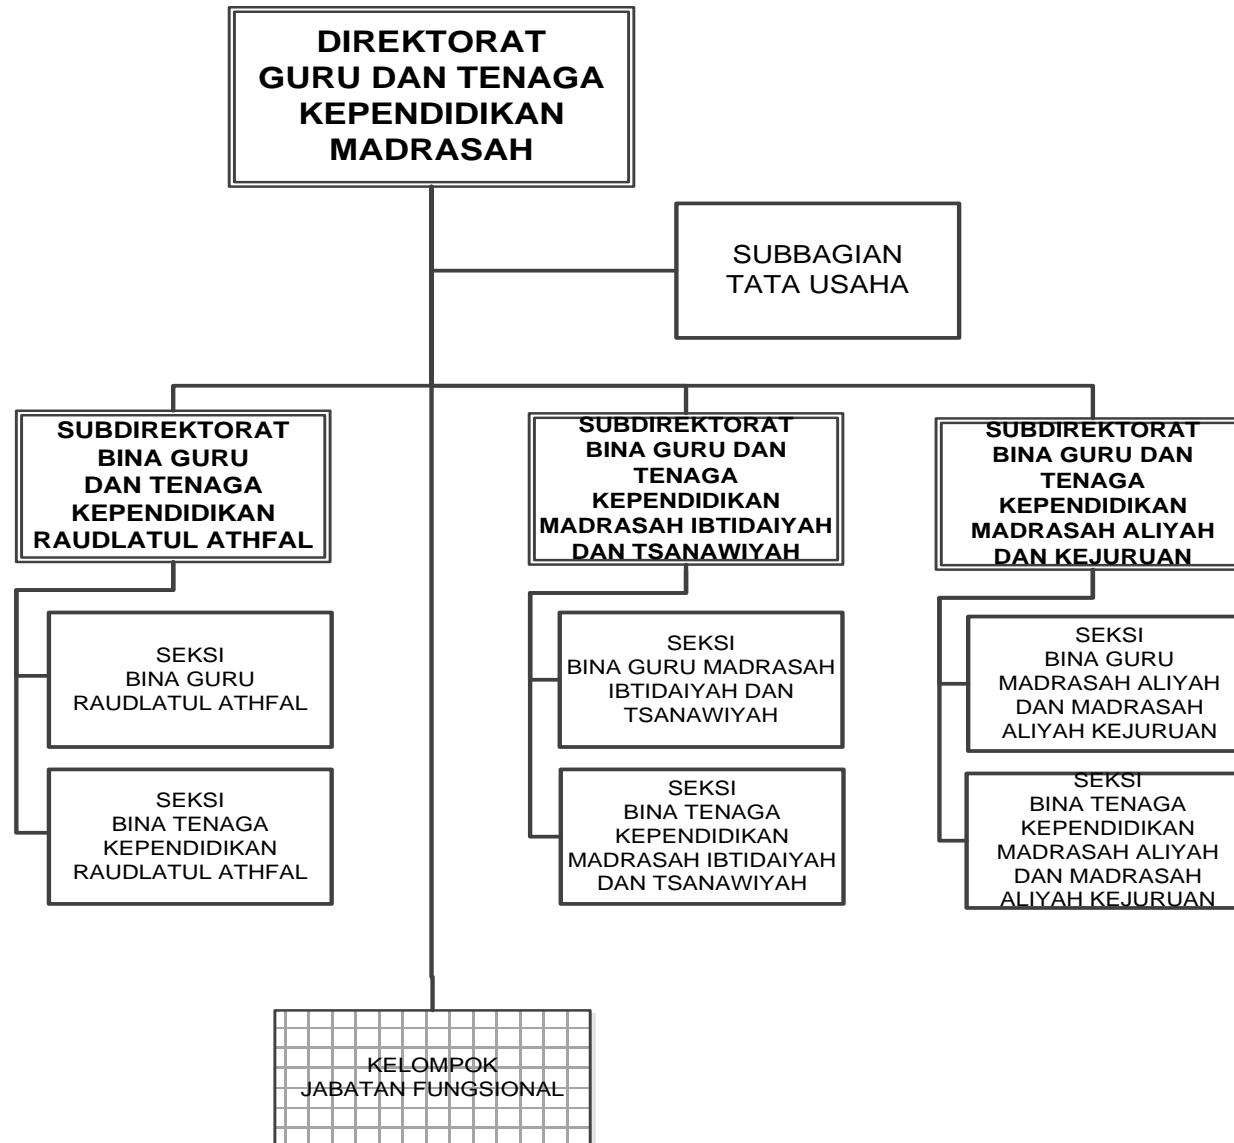 DIREKTORAT
GURU DAN TENAGA
KEPENDIDIKAN
MADRASAH
SUBBAGIAN
TATA USAHA
SUBDIREKTORAT
BINA GURU
DAN TENAGA
KEPENDIDIKAN
RAUDLATUL ATHFAL
SUBDIREKTORAT
BINA GURU DAN
TENAGA
KEPENDIDIKAN
MADRASAH IBTIDAIYAH
DAN TSANAWIYAH
SUBDIREKTORAT
BINA GURU DAN
TENAGA
KEPENDIDIKAN
MADRASAH ALIYAH
DAN KEJURUAN
SEKSI
BINA GURU
RAUDLATUL ATHFAL
SEKSI
BINA GURU MADRASAH
IBTIDAIYAH DAN
TSANAWIYAH
SEKSI
BINA GURU
MADRASAH ALIYAH
DAN MADRASAH
ALIYAH KEJURUAN
SEKSI
BINA TENAGA
KEPENDIDIKAN
RAUDLATUL ATHFAL
SEKSI
BINA TENAGA
KEPENDIDIKAN
MADRASAH IBTIDAIYAH
DAN TSANAWIYAH
SEKSI
BINA TENAGA
KEPENDIDIKAN
MADRASAH ALIYAH
DAN MADRASAH
ALIYAH KEJURUAN
KELOMPOK
JABATAN FUNGSIONAL